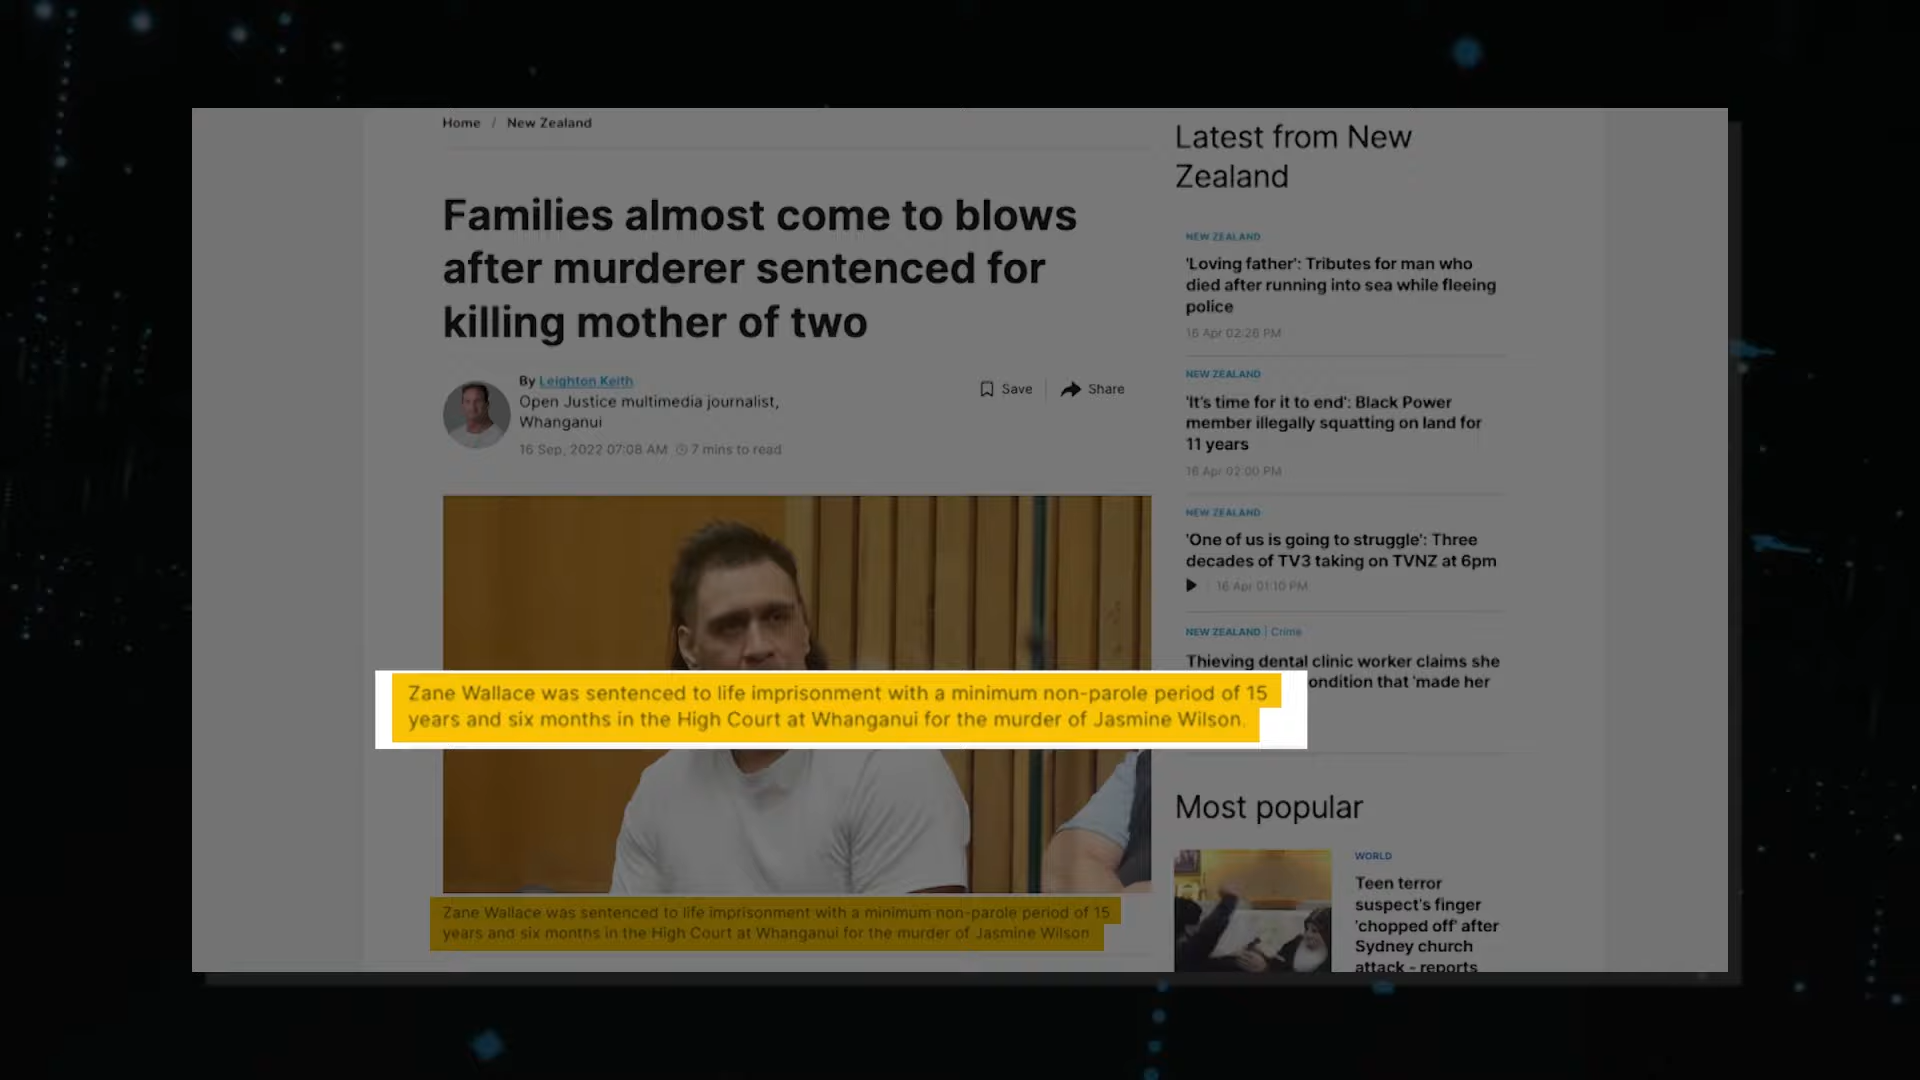 Home / New Zealand
Families almost come to blows
after murderer sentenced for
killing mother of two
By Leighton Keith
Open Justice multimedia journalist,
Whanganui
16 Sep, 2022 07:08 AM 7 mins to read
Save
Share
Zane Wallace was sentenced to life imprisonment with a minimum non-parole period of 15
years and six months in the High Court at Whanganui for the murder of Jasmine Wilson.
Zane Wallace was sentenced to life imprisonment with a minimum non-parole period of 15
years and six months in the High Court at Whanganui for the murder of Jasmine Wilson
Latest from New
Zealand
NEW ZEALAND
'Loving father': Tributes for man who
died after running into sea while fleeing
police
16 Apr 02:26 PM
NEW ZEALAND
'It's time for it to end': Black Power
member illegally squatting on land for
11 years
16 Apr 02:00 PM
NEW ZEALAND
'One of us is going to struggle': Three
decades of TV3 taking on TVNZ at 6pm
16 Apr 01:10 PM
NEW ZEALAND | Crime
Thieving dental clinic worker claims she
ondition that 'made her
Most popular
WORLD
Teen terror
suspect's finger
'chopped off' after
Sydney church
attack - reports